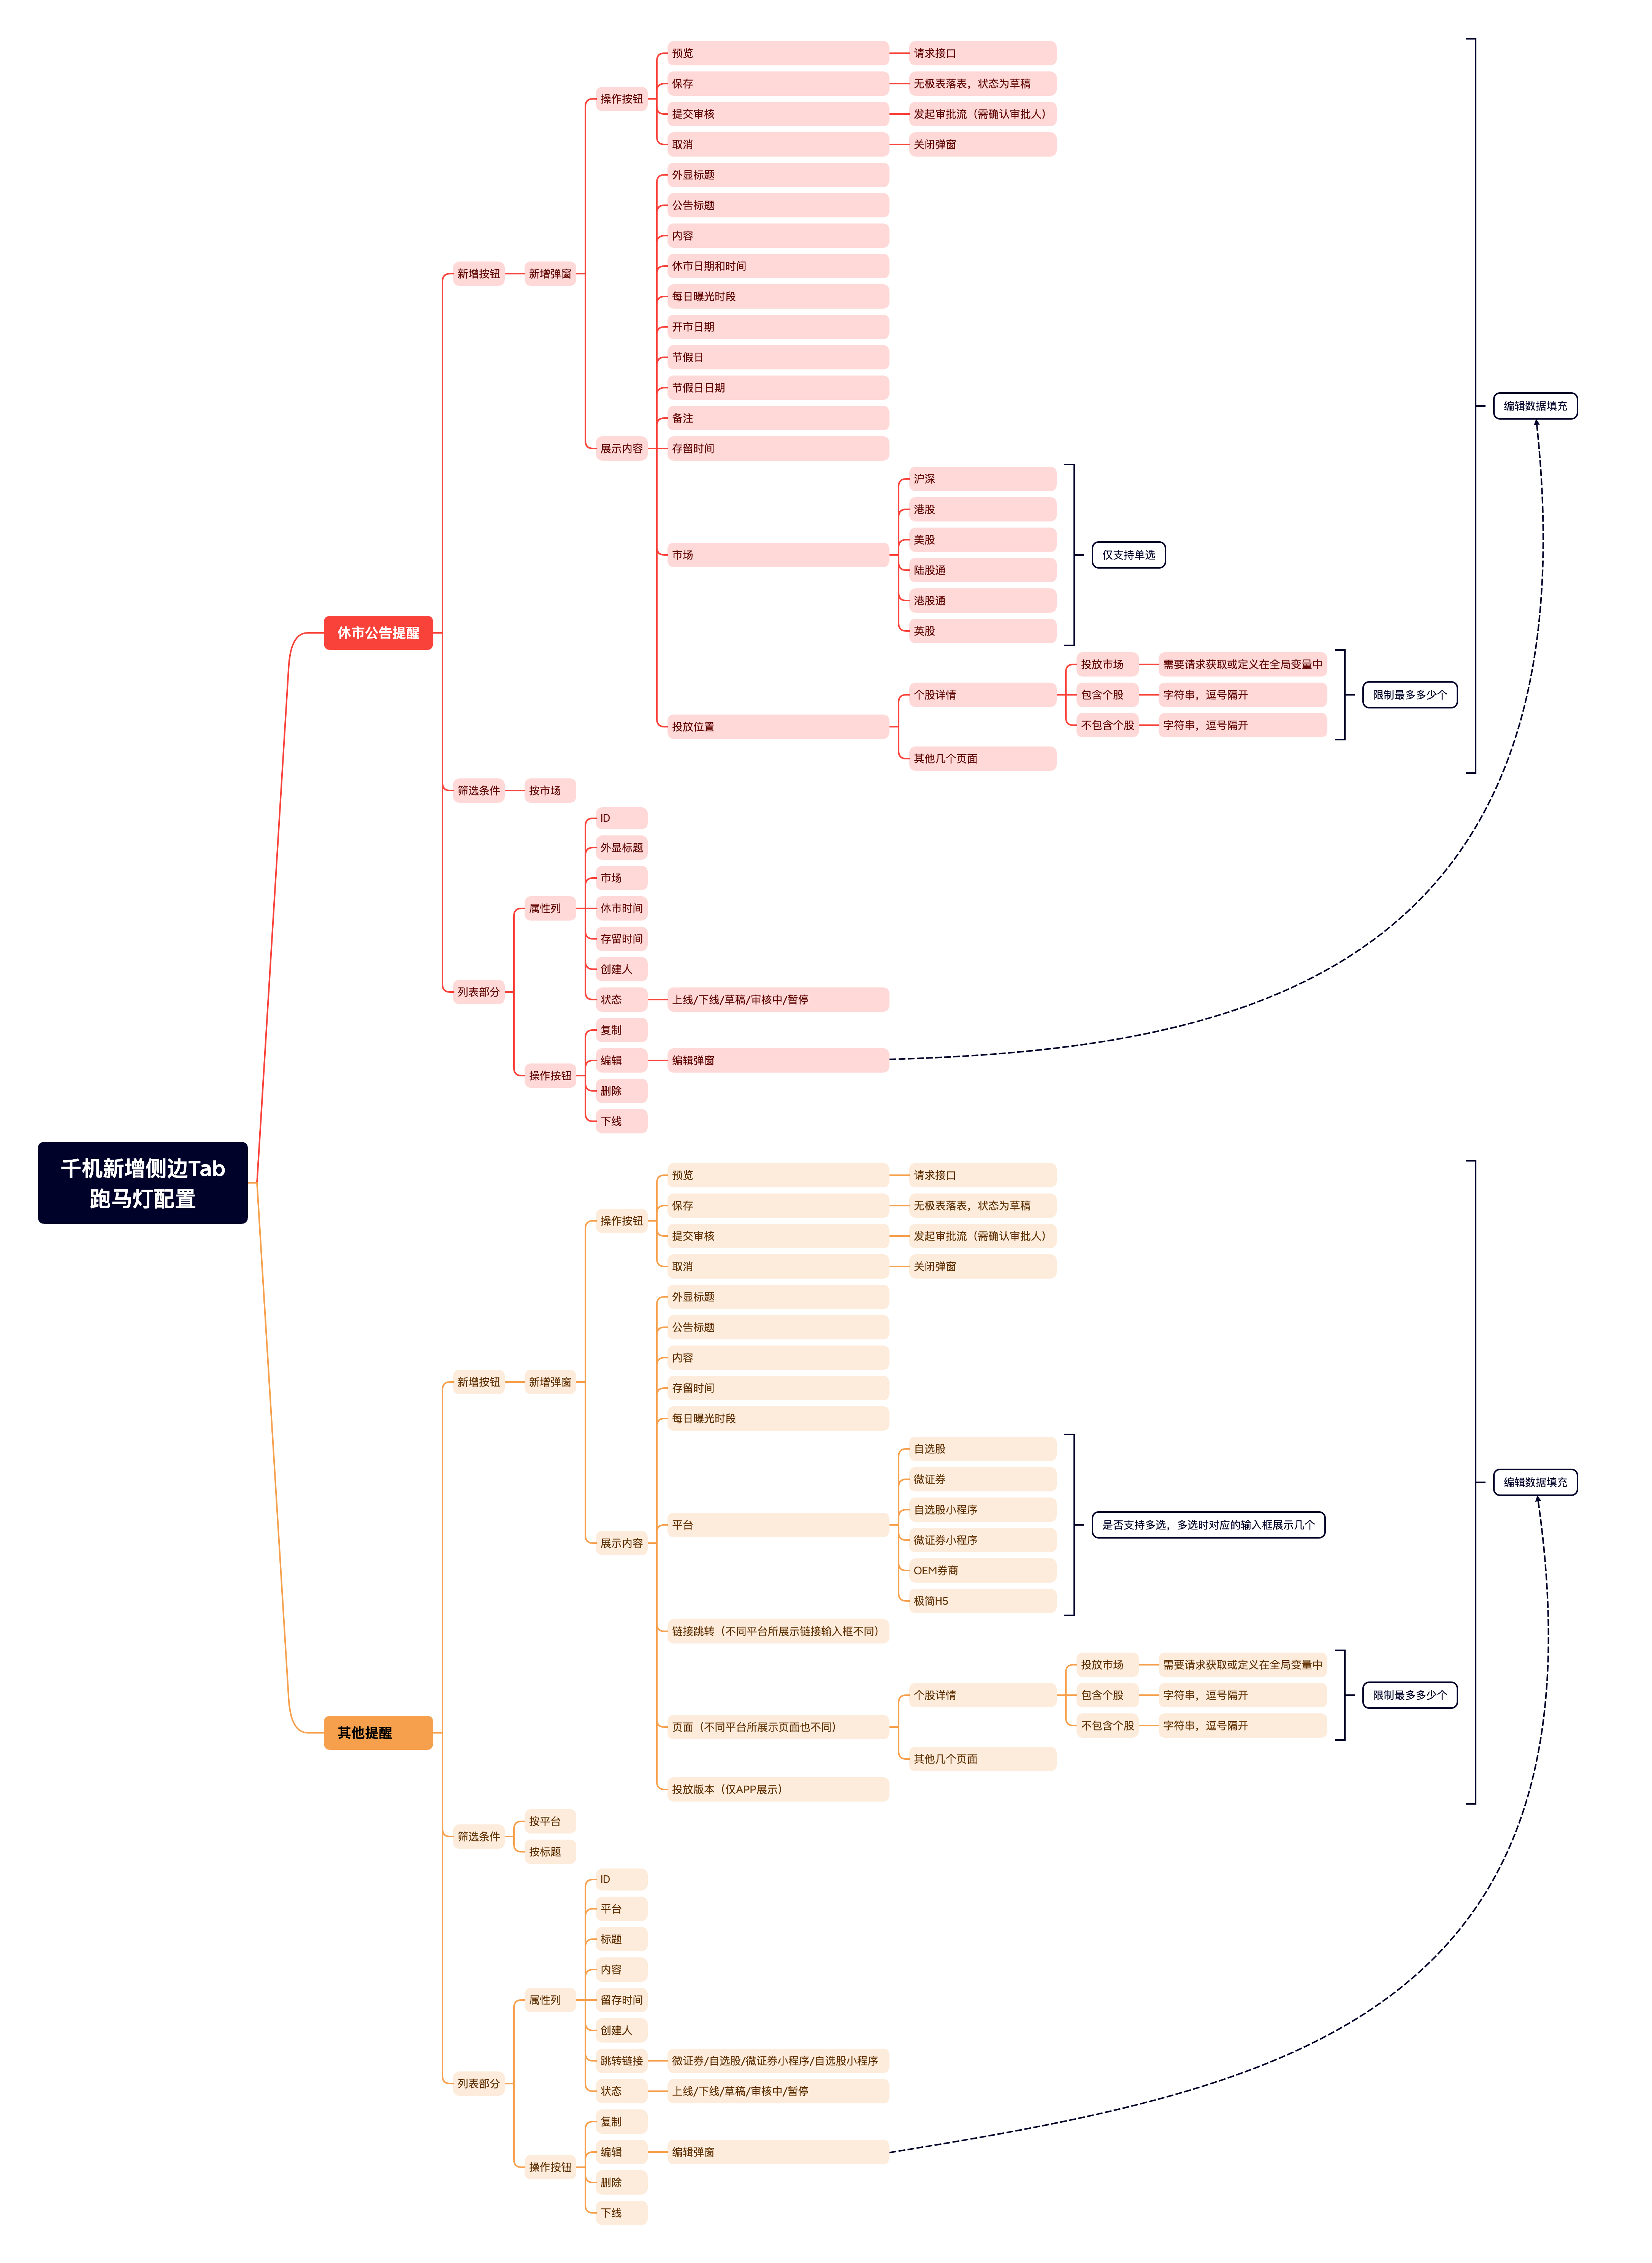 千机新增侧边Tab
跑马灯配置
休市公告提醒
新增按钮
新增弹窗
操作按钮
预览
请求接口
保存
无极表落表，状态为草稿
提交审核
发起审批流（需确认审批人）
取消
关闭弹窗
展示内容
外显标题
公告标题
内容
休市日期和时间
每日曝光时段
开市日期
节假日
节假日日期
备注
存留时间
市场
沪深
港股
美股
陆股通
港股通
英股
仅支持单选
投放位置
个股详情
投放市场
需要请求获取或定义在全局变量中
包含个股
字符串，逗号隔开
不包含个股
字符串，逗号隔开
限制最多多少个
其他几个页面
编辑数据填充
筛选条件
按市场
列表部分
属性列
ID
外显标题
市场
休市时间
存留时间
创建人
状态
上线/下线/草稿/审核中/暂停
操作按钮
复制
编辑
编辑弹窗
删除
下线
其他提醒
新增按钮
新增弹窗
操作按钮
预览
请求接口
保存
无极表落表，状态为草稿
提交审核
发起审批流（需确认审批人）
取消
关闭弹窗
展示内容
外显标题
公告标题
内容
存留时间
每日曝光时段
平台
自选股
微证券
自选股小程序
微证券小程序
OEM券商
极简H5
是否支持多选，多选时对应的输入框展示几个
链接跳转（不同平台所展示链接输入框不同）
页面（不同平台所展示页面也不同）
个股详情
投放市场
需要请求获取或定义在全局变量中
包含个股
字符串，逗号隔开
不包含个股
字符串，逗号隔开
限制最多多少个
其他几个页面
投放版本（仅APP展示）
编辑数据填充
筛选条件
按平台
按标题
列表部分
属性列
ID
平台
标题
内容
留存时间
创建人
跳转链接
微证券/自选股/微证券小程序/自选股小程序
状态
上线/下线/草稿/审核中/暂停
操作按钮
复制
编辑
编辑弹窗
删除
下线